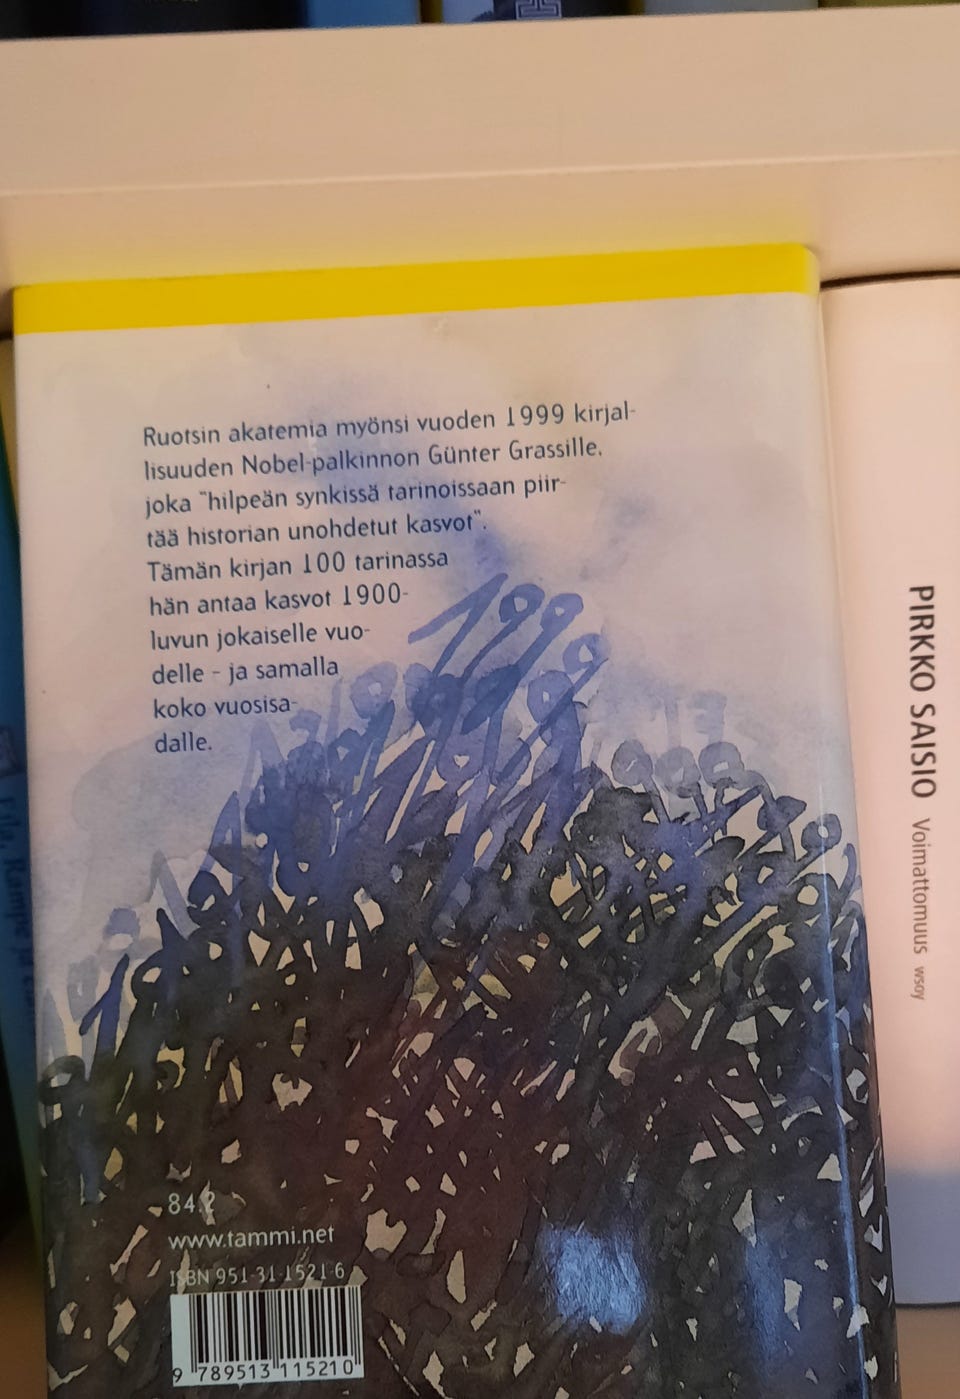 Ruotsin akatemia myönsi vuoden 1999 kirjal-
lisuuden Nobel-palkinnon Günter Grassille,
joka "hilpeän synkissä tarinoissaan piir-
tää historian unohdetut kasvot".
Tämän kirjan 100 tarinassa
hän antaa kasvot 1900-
luvun jokaiselle vuo-
delle - ja samalla
koko vuosisa-
dalle.
199
84.2
www.tammi.net
ISBN 951-31-1521-6
9 789513 115210
PIRKKO SAISIO Voimattomuus WSOY